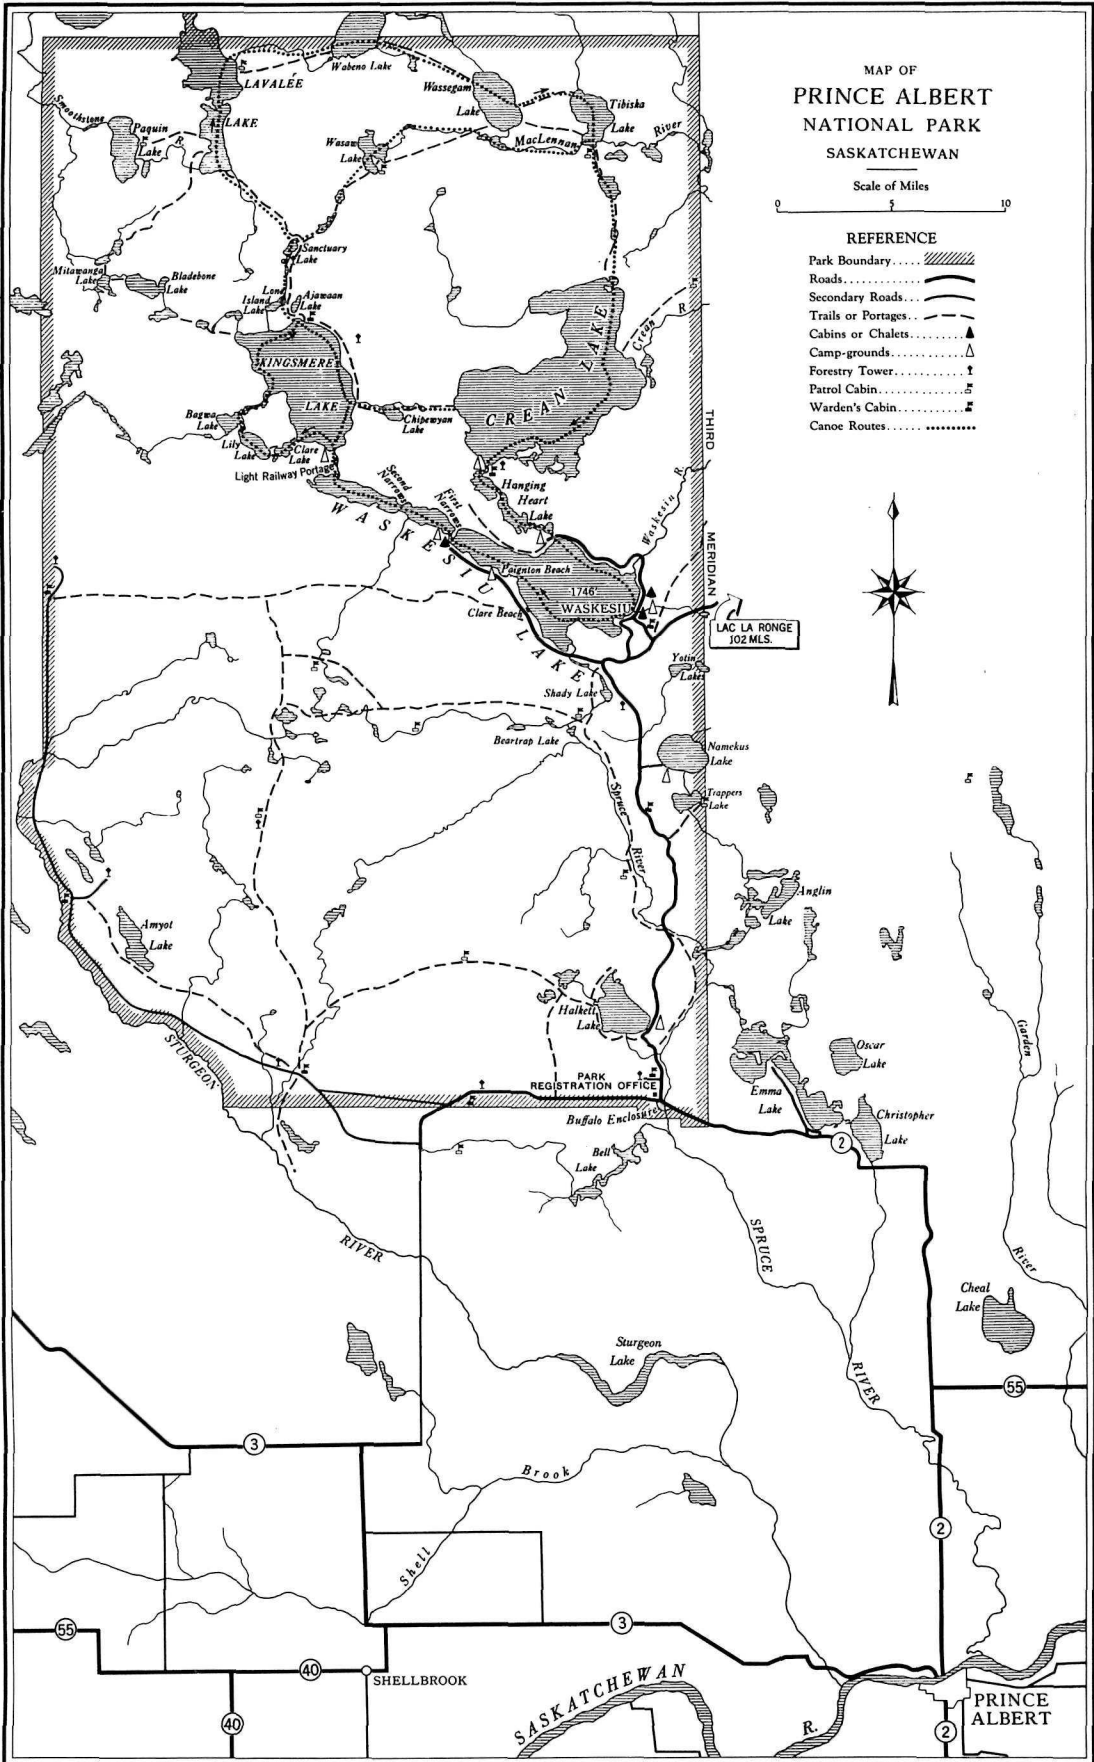 MAP OF
PRINCE ALBERT
NATIONAL PARK
SASKATCHEWAN
Scale of Miles
0 5 10
REFERENCE
Park Boundary.....
Roads...........
Secondary Roads...
Trails or Portages..
Cabins or Chalets........
Camp-grounds............
Forestry Tower...........
Patrol Cabin.............
Warden's Cabin..........
Canoe Routes......
LAVALÉE
LAKE
Wabeno Lake
Wassegam
Lake
Tibiska
Lake
River
MacLennan
Smoothstone
R.
Paquin
Lake
Wasaw
Lake
Sanctuary
Lake
Mitawanga
Lake
Bladebone
Lake
Lone
Island
Lake
Ajawaan
Lake
KINGSMERE
LAKE
CREAN LAKE
Crean R
Chipewyan
Lake
Bagwa
Lake
Lily
Lake
Clare
Lake
Light Railway Portage
Second
Narrows
First
Narrows
Hanging
Heart
Lake
Waskesiu R.
THIRD
MERIDIAN
WASKESIU LAKE
Paignton Beach
1746'
WASKESIU
Clare Beach
LAC LA RONGE
102 MLS.
Yotin
Lakes
Shady Lake
Beartrap Lake
Namekus
Lake
Trappers
Lake
Spruce
River
Anglin
Lake
Amyot
Lake
Halkett
Lake
Oscar
Lake
Garden
River
STURGEON
PARK
REGISTRATION OFFICE
Emma
Lake
Buffalo Enclosure
Christopher
Lake
2
Bell
Lake
RIVER
SPRUCE
RIVER
Cheal
Lake
Sturgeon
Lake
55
3
Shell
Brook
2
55
3
40
SHELLBROOK
40
SASKATCHEWAN
R.
PRINCE
ALBERT
2